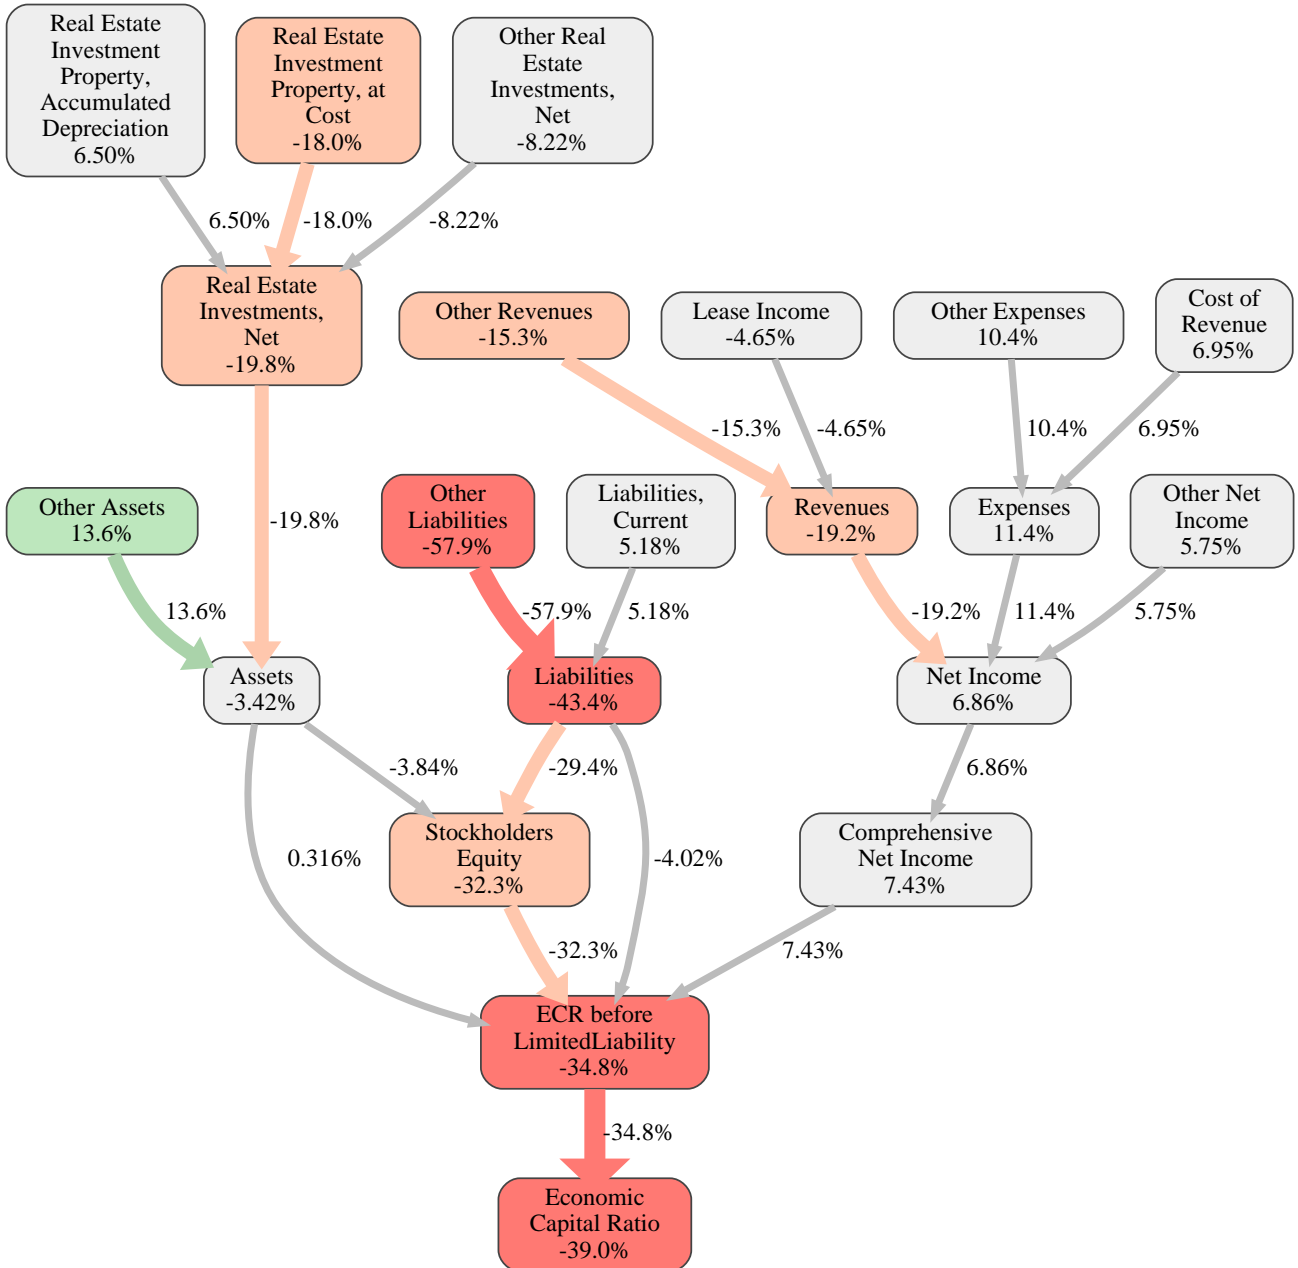 Real Estate
Investment
Property,
Accumulated
Depreciation
6.50%
Real Estate
Investment
Property, at
Cost
-18.0%
Other Real
Estate
Investments,
Net
-8.22%
6.50%
-18.0%
-8.22%
Real Estate
Investments,
Net
-19.8%
Other Revenues
-15.3%
Lease Income
-4.65%
Other Expenses
10.4%
Cost of
Revenue
6.95%
-15.3%
-4.65%
10.4%
6.95%
Other Assets
13.6%
-19.8%
Other
Liabilities
-57.9%
Liabilities,
Current
5.18%
Revenues
-19.2%
Expenses
11.4%
Other Net
Income
5.75%
13.6%
-57.9%
5.18%
-19.2%
11.4%
5.75%
Assets
-3.42%
Liabilities
-43.4%
Net Income
6.86%
-3.84%
-29.4%
6.86%
0.316%
Stockholders
Equity
-32.3%
-4.02%
Comprehensive
Net Income
7.43%
-32.3%
7.43%
ECR before
LimitedLiability
-34.8%
-34.8%
Economic
Capital Ratio
-39.0%